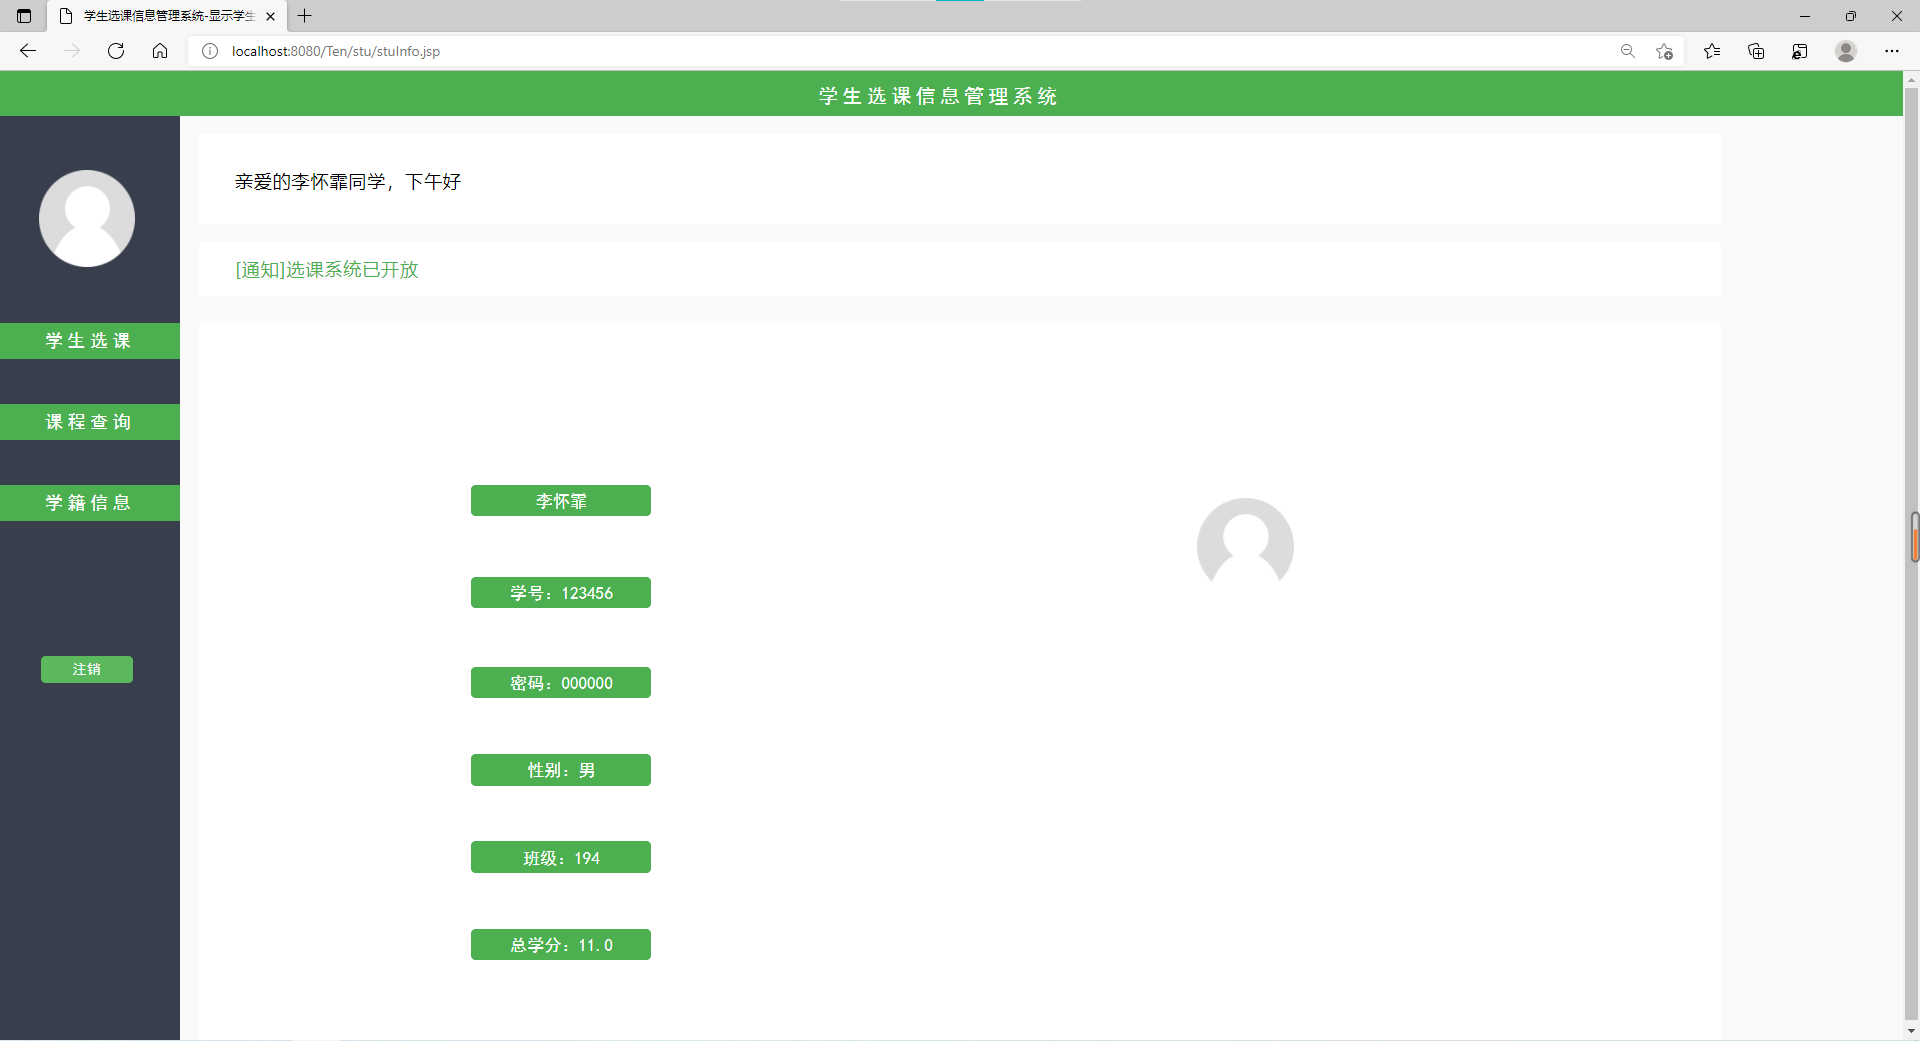 学生选课信息管理系统-显示学生
localhost:8080/Ten/stu/stuInfo.jsp
学生选课信息管理系统
亲爱的李怀霏同学，下午好
[通知]选课系统已开放
学生选课
课程查询
学籍信息
注销
李怀霏
学号：123456
密码：000000
性别：男
班级：194
总学分：11.0